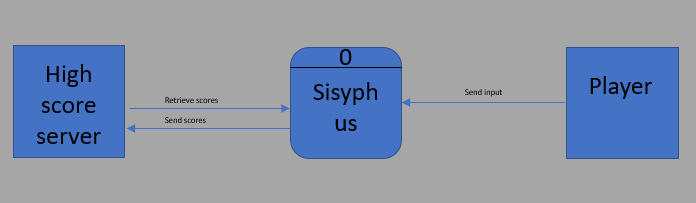 High
score
server
Retrieve scores
Send scores
0
Sisyph
us
Send input
Player